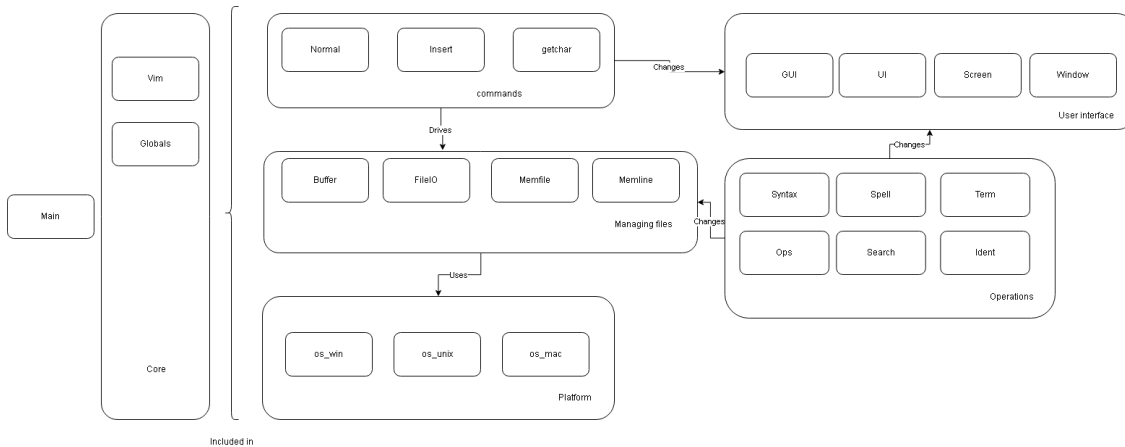 Main
Vim
Globals
Core
Included in
Normal
Insert
getchar
commands
Changes
Drives
GUI
UI
Screen
Window
User interface
Changes
Buffer
FileIO
Memfile
Memline
Managing files
Changes
Syntax
Spell
Term
Ops
Search
Ident
Operations
Uses
os_win
os_unix
os_mac
Platform